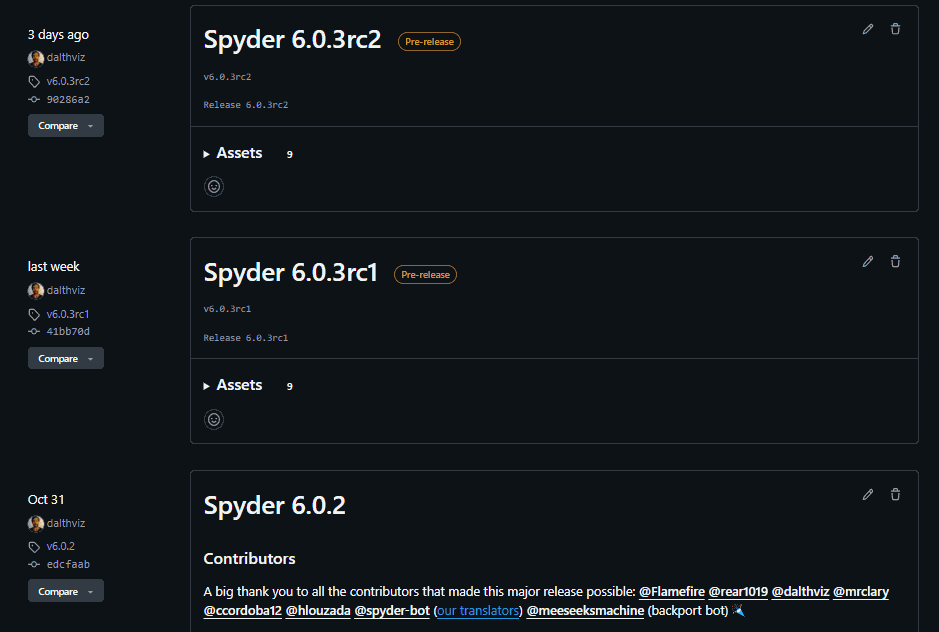 3 days ago
dalthviz
v6.0.3rc2
90286a2
Compare
Spyder 6.0.3rc2 Pre-release
v6.0.3rc2
Release 6.0.3rc2
Assets 9
last week
dalthviz
v6.0.3rc1
41bb70d
Compare
Spyder 6.0.3rc1 Pre-release
v6.0.3rc1
Release 6.0.3rc1
Assets 9
Oct 31
dalthviz
v6.0.2
edcfaab
Compare
Spyder 6.0.2
Contributors
A big thank you to all the contributors that made this major release possible: @Flamefire @rear1019 @dalthviz @mrclary
@ccordoba12 @hlouzada @spyder-bot (our translators) @meeseeksmachine (backport bot)